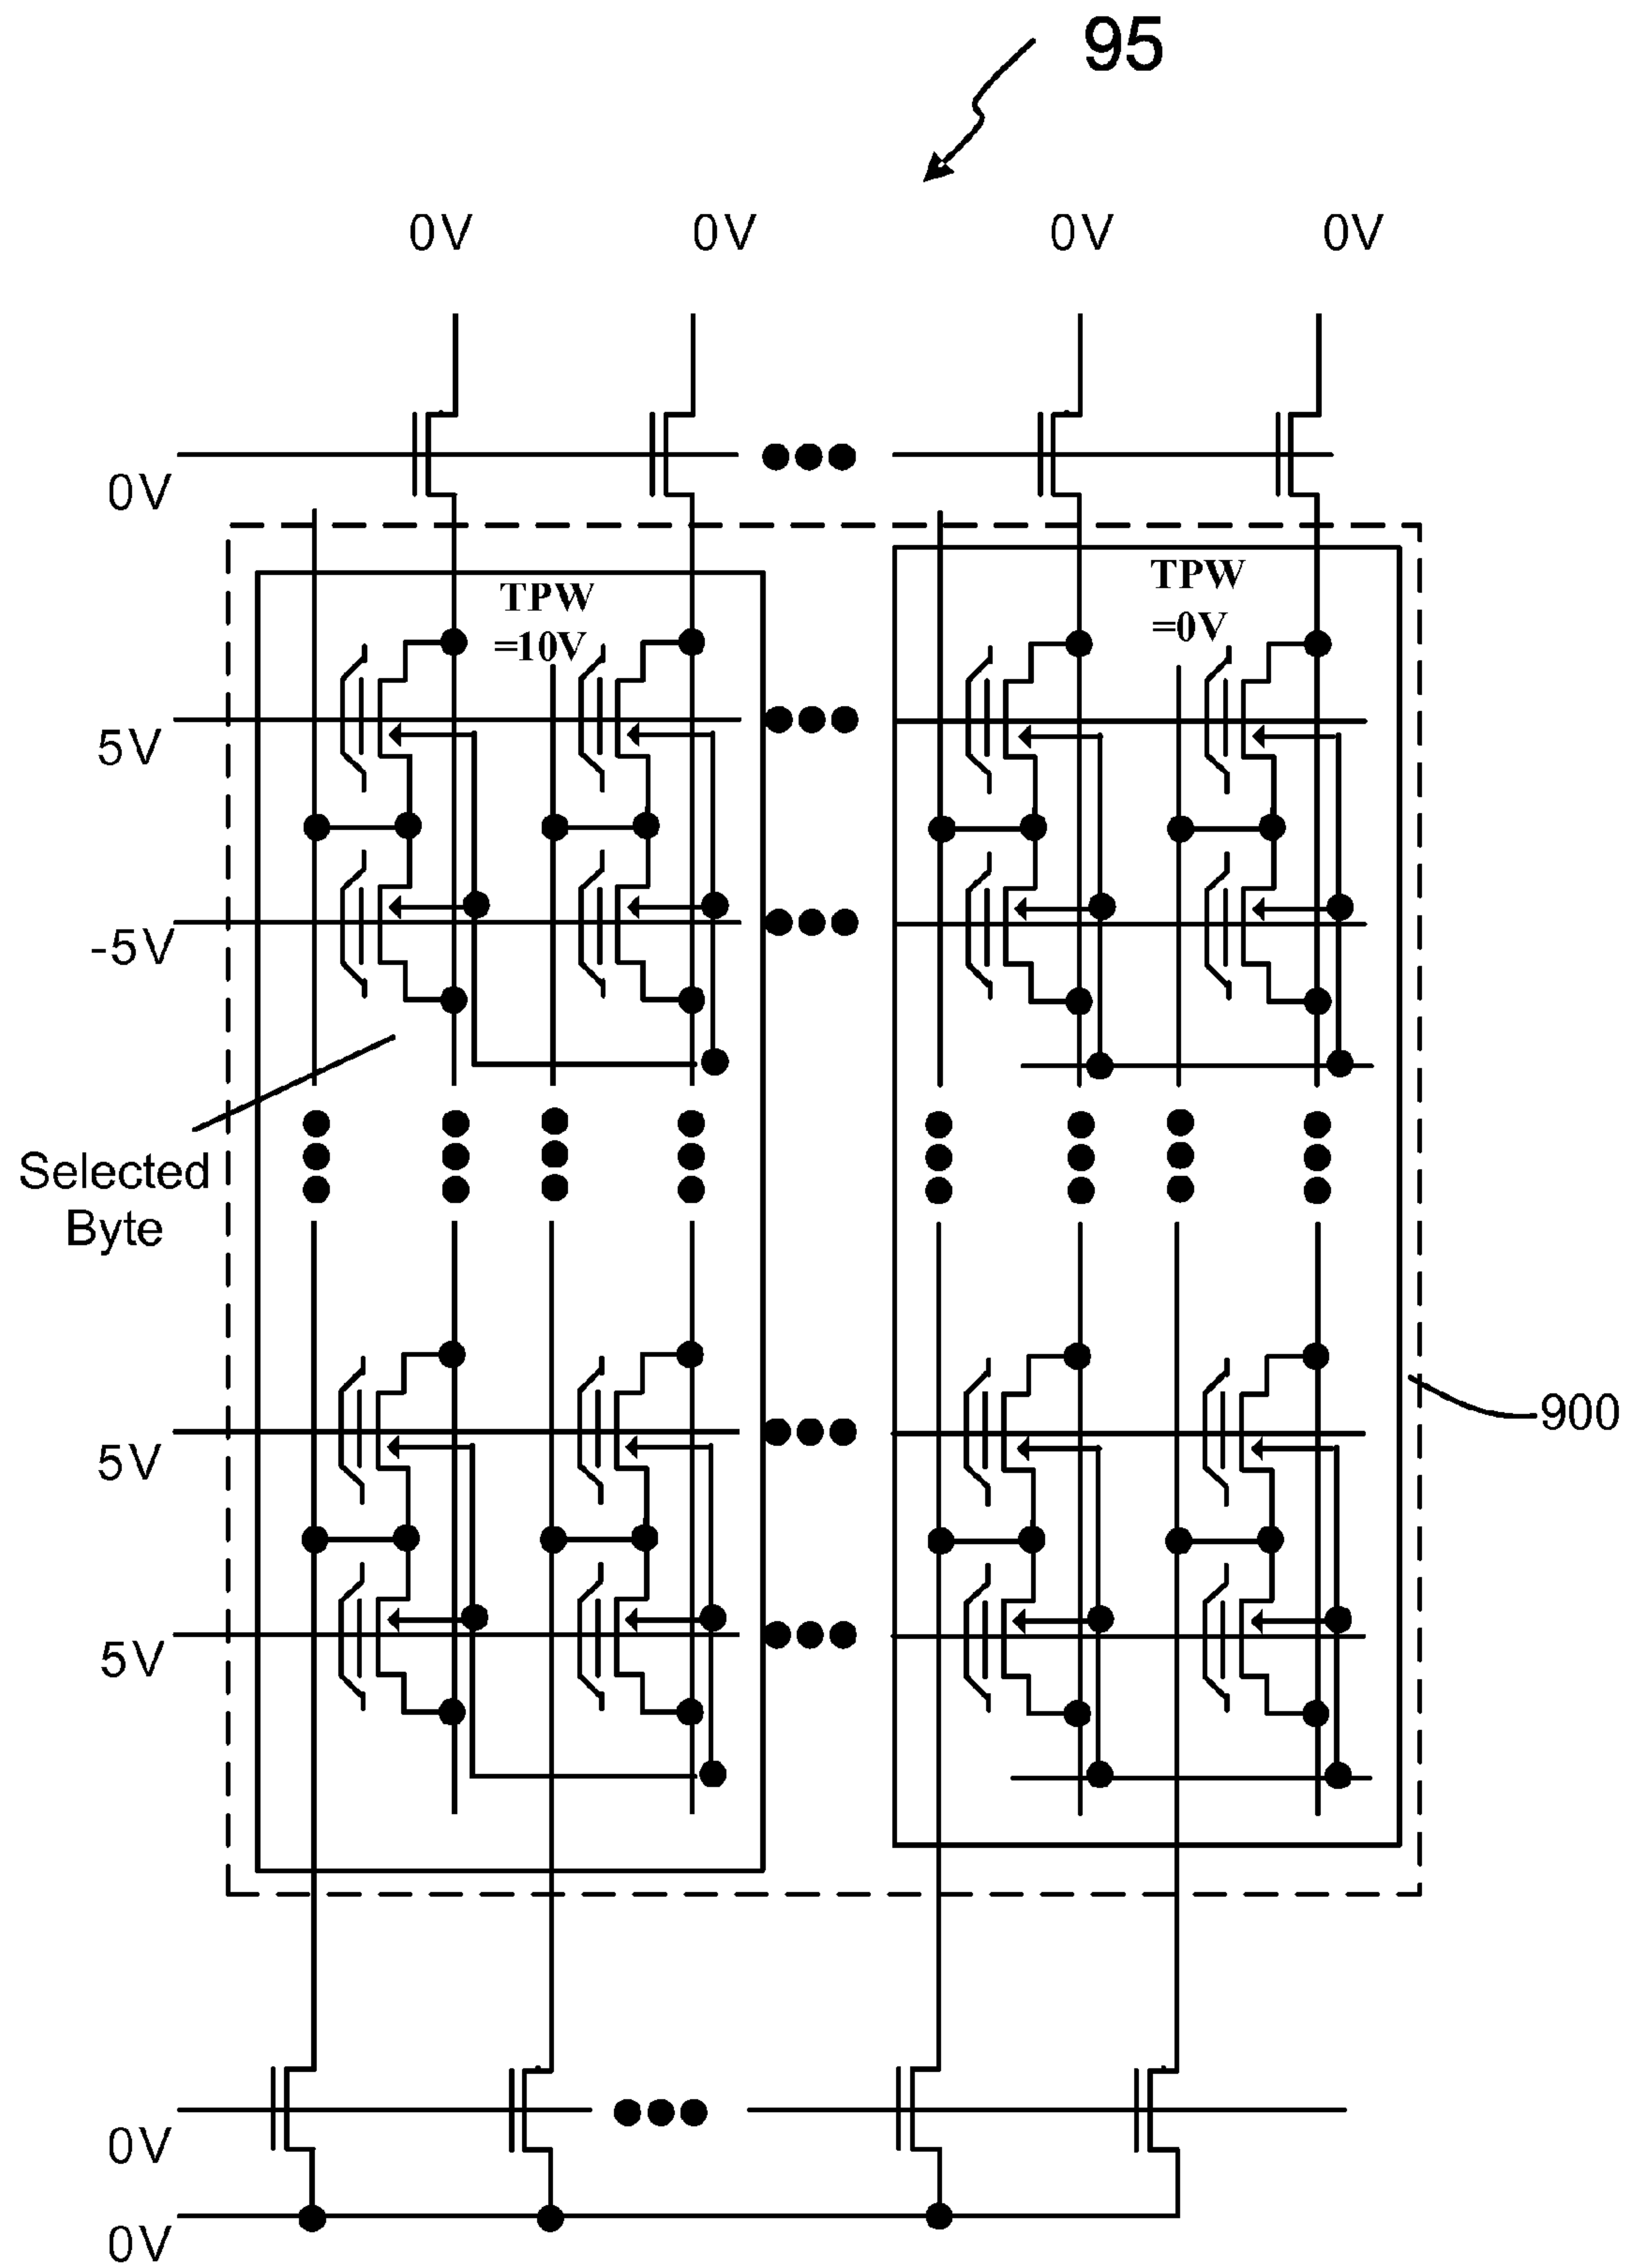 95
0V 0V 0V 0V
0V
TPW
=10V
TPW
=0V
5V
-5V
Selected
Byte
900
5V
5V
0V
0V